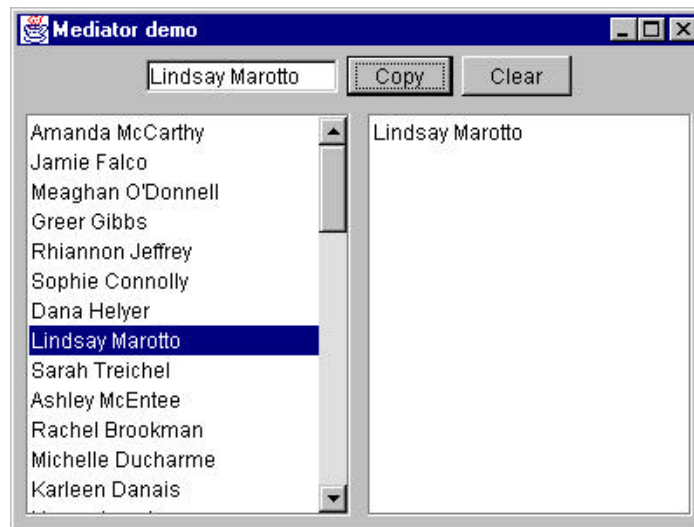 Mediator demo
Lindsay Marotto Copy Clear
Amanda McCarthy
Jamie Falco
Meaghan O'Donnell
Greer Gibbs
Rhiannon Jeffrey
Sophie Connolly
Dana Helyer
Lindsay Marotto
Sarah Treichel
Ashley McEntee
Rachel Brookman
Michelle Ducharme
Karleen Danais
Lindsay Marotto